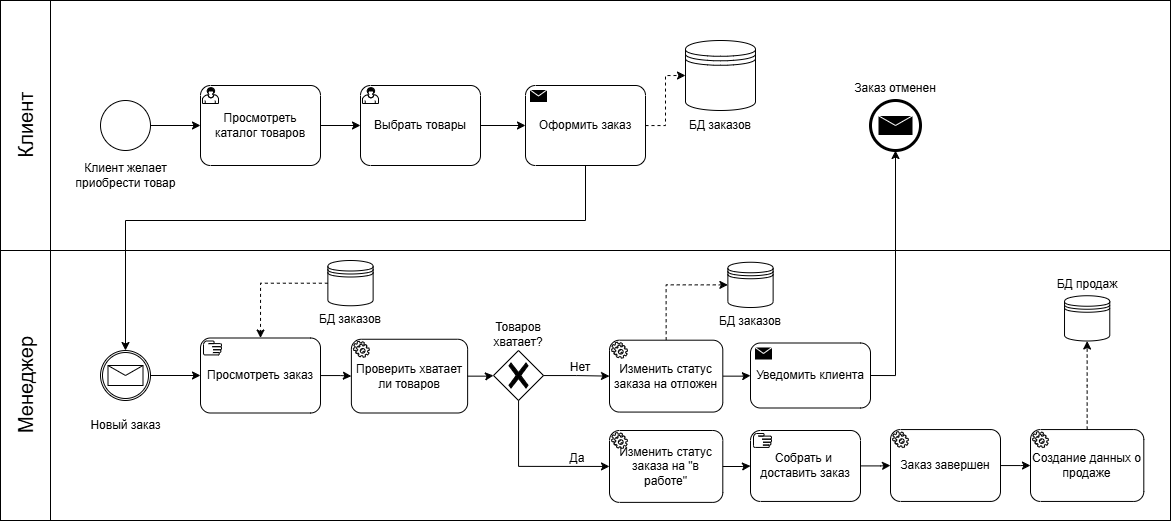 Клиент
Клиент желает
приобрести товар
Просмотреть
каталог товаров
Выбрать товары
Оформить заказ
БД заказов
Заказ отменен
Менеджер
Новый заказ
Просмотреть заказ
БД заказов
Проверить хватает
ли товаров
Товаров
хватает?
Нет
Да
Изменить статус
заказа на отложен
БД заказов
Уведомить клиента
Изменить статус
заказа на "в
работе"
Собрать и
доставить заказ
Заказ завершен
Создание данных о
продаже
БД продаж